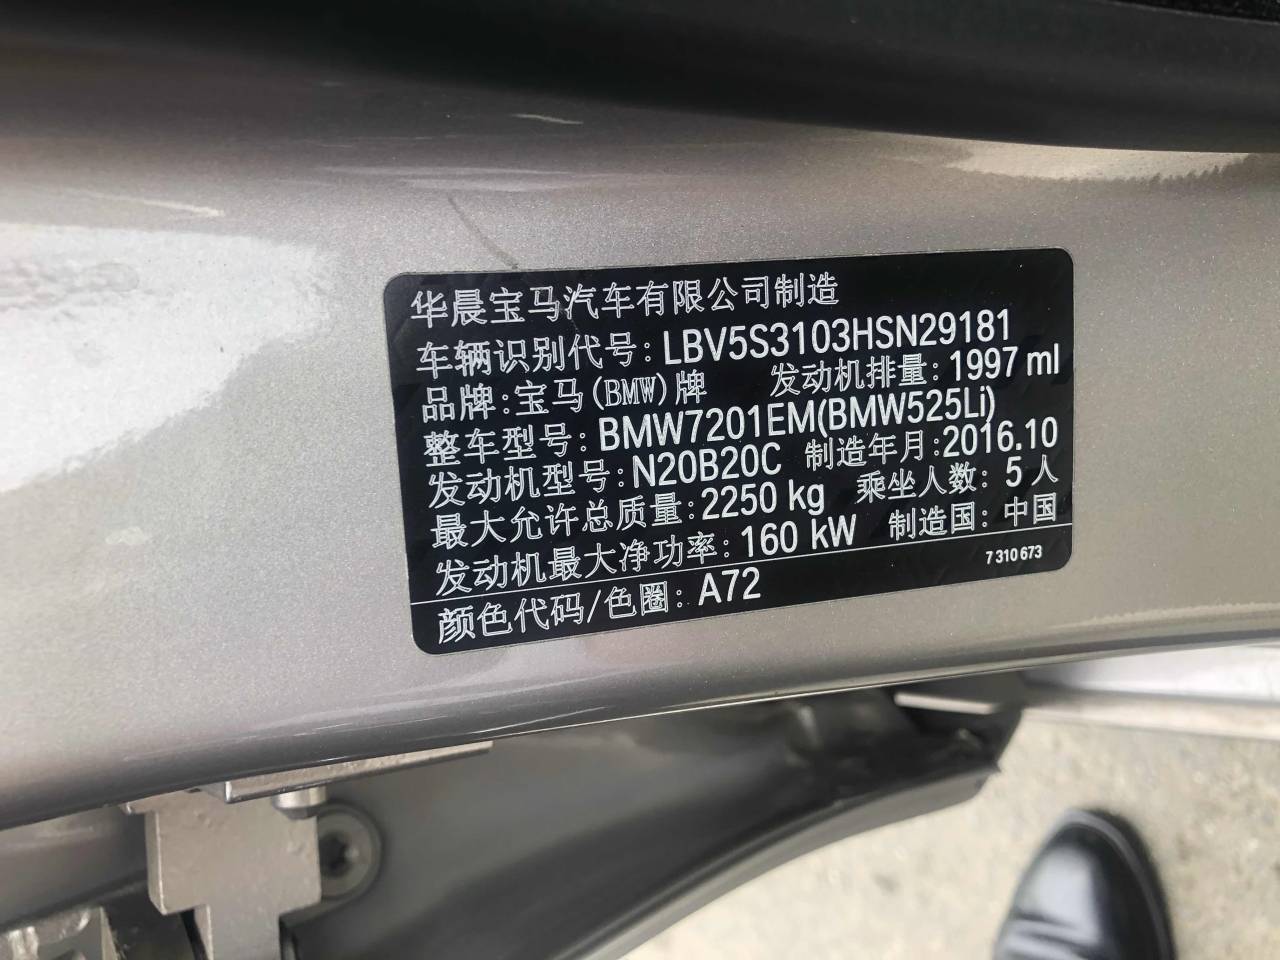 华晨宝马汽车有限公司制造
车辆识别代号: LBV5S3103HSN29181
品牌: 宝马(BMW)牌 发动机排量: 1997 ml
整车型号: BMW7201EM(BMW525Li)
发动机型号: N20B20C 制造年月: 2016.10
最大允许总质量: 2250 kg 乘坐人数: 5 人
发动机最大净功率: 160 kW 制造国: 中国
颜色代码/色圈: A72 7 310 673